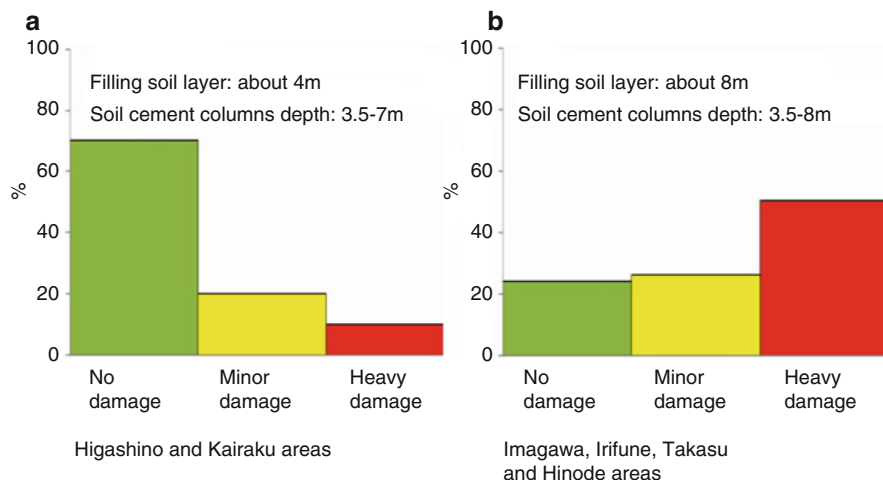 a
100
80
60
40
20
0
%
Filling soil layer: about 4m
Soil cement columns depth: 3.5-7m
No
damage
Minor
damage
Heavy
damage
Higashino and Kairaku areas
b
100
80
60
40
20
0
%
Filling soil layer: about 8m
Soil cement columns depth: 3.5-8m
No
damage
Minor
damage
Heavy
damage
Imagawa, Irifune, Takasu
and Hinode areas